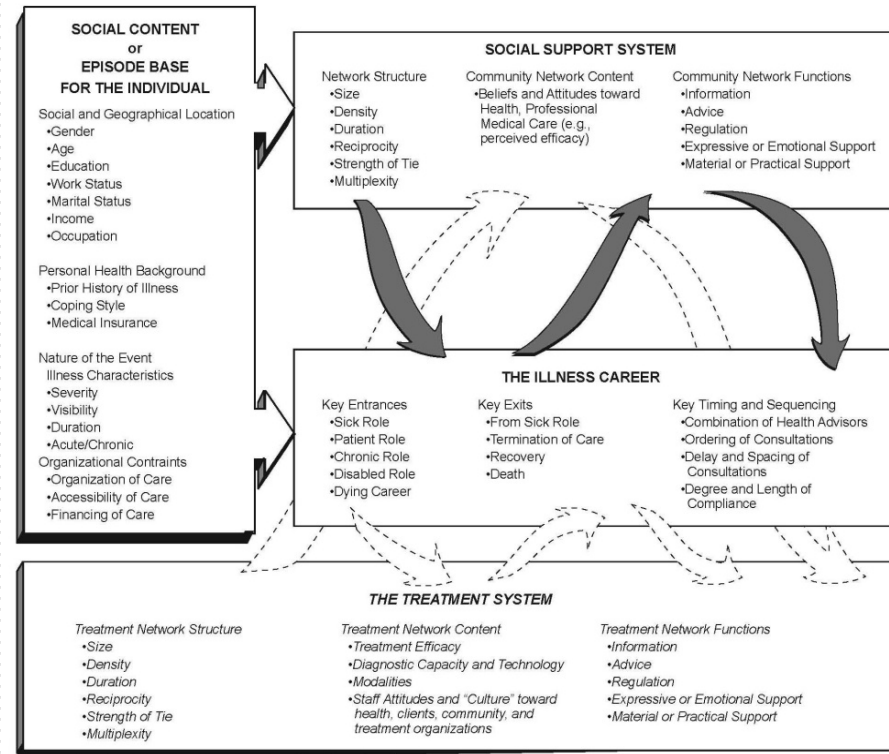 SOCIAL CONTENT
or
EPISODE BASE
FOR THE INDIVIDUAL
Social and Geographical Location
•Gender
•Age
•Education
•Work Status
•Marital Status
•Income
•Occupation
Personal Health Background
•Prior History of Illness
•Coping Style
•Medical Insurance
Nature of the Event
Illness Characteristics
•Severity
•Visibility
•Duration
•Acute/Chronic
Organizational Contraints
•Organization of Care
•Accessibility of Care
•Financing of Care
SOCIAL SUPPORT SYSTEM
Network Structure
•Size
•Density
•Duration
•Reciprocity
•Strength of Tie
•Multiplexity
Community Network Content
•Beliefs and Attitudes toward
Health, Professional
Medical Care (e.g.,
perceived efficacy)
Community Network Functions
•Information
•Advice
•Regulation
•Expressive or Emotional Support
•Material or Practical Support
THE ILLNESS CAREER
Key Entrances
•Sick Role
•Patient Role
•Chronic Role
•Disabled Role
•Dying Career
Key Exits
•From Sick Role
•Termination of Care
•Recovery
•Death
Key Timing and Sequencing
•Combination of Health Advisors
•Ordering of Consultations
•Delay and Spacing of
Consultations
•Degree and Length of
Compliance
THE TREATMENT SYSTEM
Treatment Network Structure
•Size
•Density
•Duration
•Reciprocity
•Strength of Tie
•Multiplexity
Treatment Network Content
•Treatment Efficacy
•Diagnostic Capacity and Technology
•Modalities
•Staff Attitudes and “Culture” toward
health, clients, community, and
treatment organizations
Treatment Network Functions
•Information
•Advice
•Regulation
•Expressive or Emotional Support
•Material or Practical Support